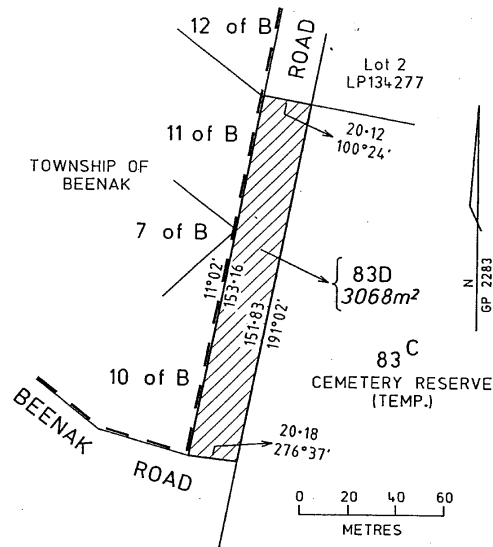 12 of B
ROAD
Lot 2
LP134277
11 of B
20·12
100°24'
TOWNSHIP OF
BEENAK
7 of B
11°02'
153·16
151·83
191°02'
83D
3068m²
N
GP 2283
83C
CEMETERY RESERVE
(TEMP.)
10 of B
BEENAK
ROAD
20·18
276°37'
0 20 40 60
METRES